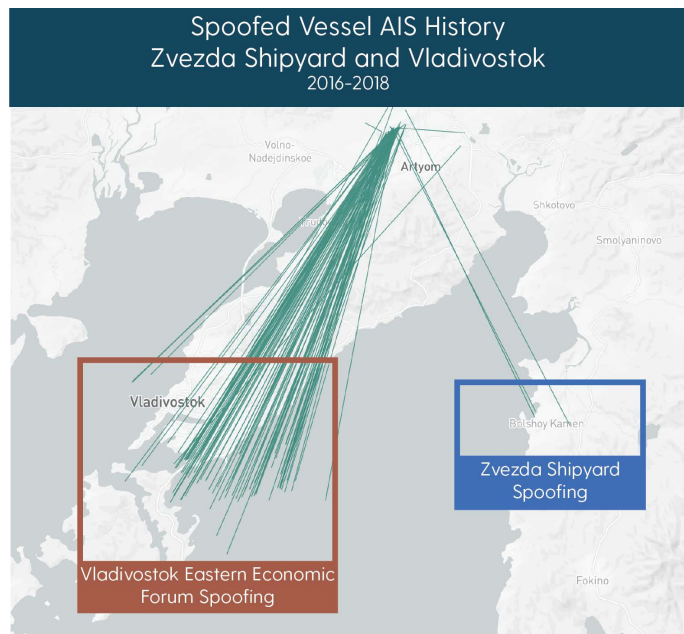 Spoofed Vessel AIS History
Zvezda Shipyard and Vladivostok
2016-2018
Volno-
Nadejdinskoe
Artyom
Shkotovo
Smolyaninovo
Vladivostok
Bolshoy Kamen
Zvezda Shipyard
Spoofing
Vladivostok Eastern Economic
Forum Spoofing
Fokino